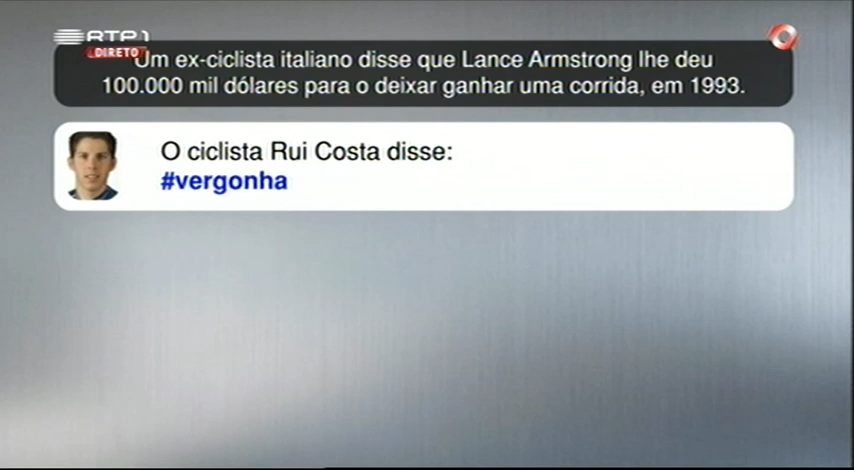 RTP1
DIRETO
Um ex-ciclista italiano disse que Lance Armstrong lhe deu
100.000 mil dólares para o deixar ganhar uma corrida, em 1993.
O ciclista Rui Costa disse:
#vergonha